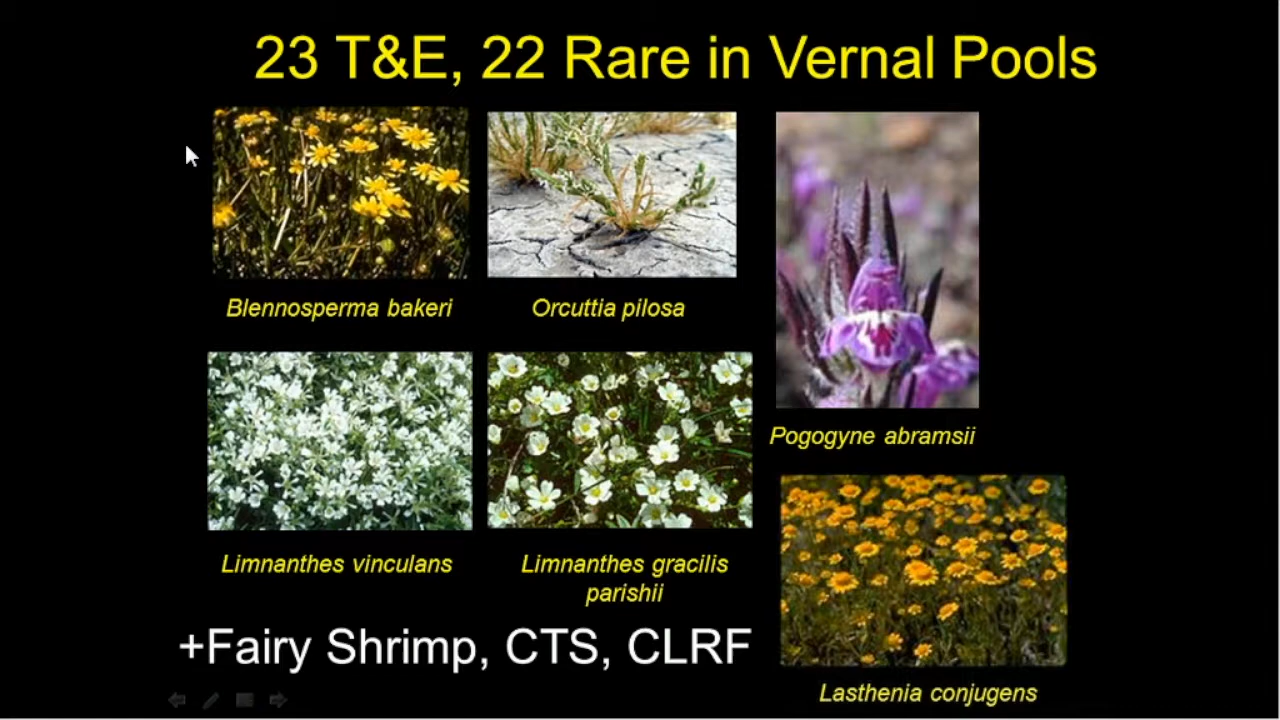 23 T&E, 22 Rare in Vernal Pools
Blennosperma bakeri
Orcuttia pilosa
Pogogyne abramsii
Limnanthes vinculans
Limnanthes gracilis
parishii
+Fairy Shrimp, CTS, CLRF
Lasthenia conjugens